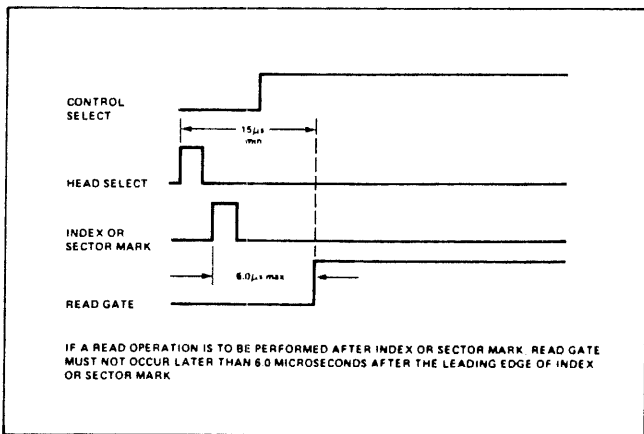 CONTROL
SELECT
15μs
min
HEAD SELECT
INDEX OR
SECTOR MARK
6.0μs max
READ GATE
IF A READ OPERATION IS TO BE PERFORMED AFTER INDEX OR SECTOR MARK, READ GATE
MUST NOT OCCUR LATER THAN 6.0 MICROSECONDS AFTER THE LEADING EDGE OF INDEX
OR SECTOR MARK